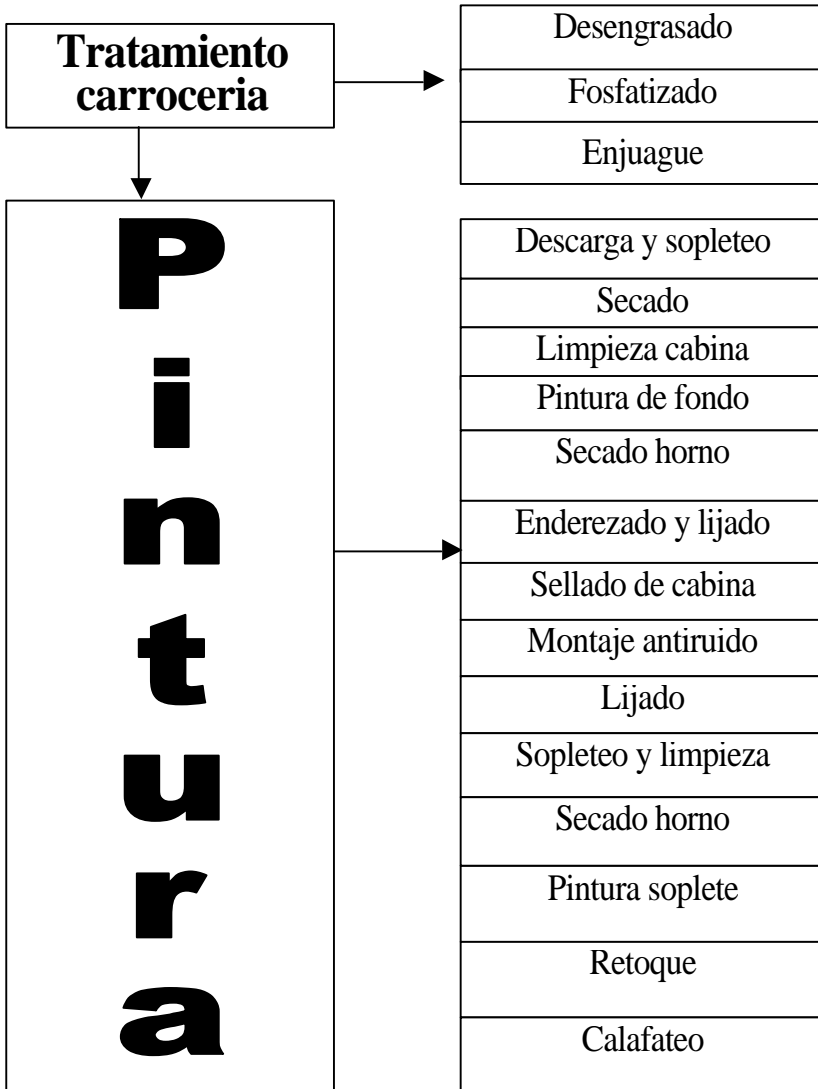 Tratamiento
carroceria
Desengrasado
Fosfatizado
Enjuague
Pintura
Descarga y sopleteo
Secado
Limpieza cabina
Pintura de fondo
Secado horno
Enderezado y lijado
Sellado de cabina
Montaje antiruido
Lijado
Sopleteo y limpieza
Secado horno
Pintura soplete
Retoque
Calafateo